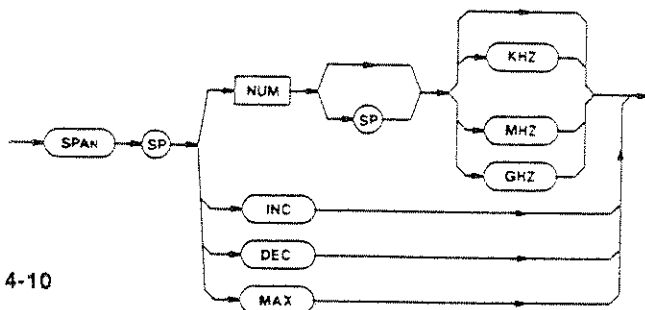 KHZ
NUM
SP
SPAN
SP
MHZ
GHZ
INC
DEC
MAX
4-10